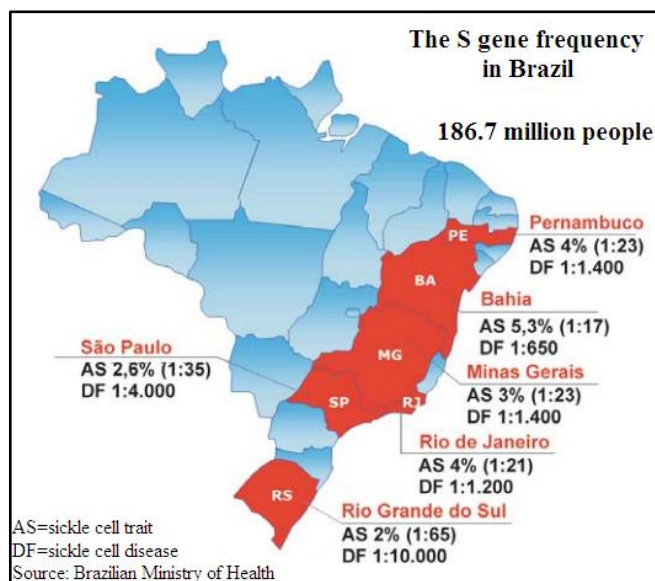 The S gene frequency
in Brazil
186.7 million people
PE
Pernambuco
AS 4% (1:23)
DF 1:1.400
BA
Bahia
AS 5,3% (1:17)
DF 1:650
São Paulo
AS 2,6% (1:35)
DF 1:4.000
MG
Minas Gerais
AS 3% (1:23)
DF 1:1.400
SP
RJ
Rio de Janeiro
AS 4% (1:21)
DF 1:1.200
RS
Rio Grande do Sul
AS 2% (1:65)
DF 1:10.000
AS=sickle cell trait
DF=sickle cell disease
Source: Brazilian Ministry of Health